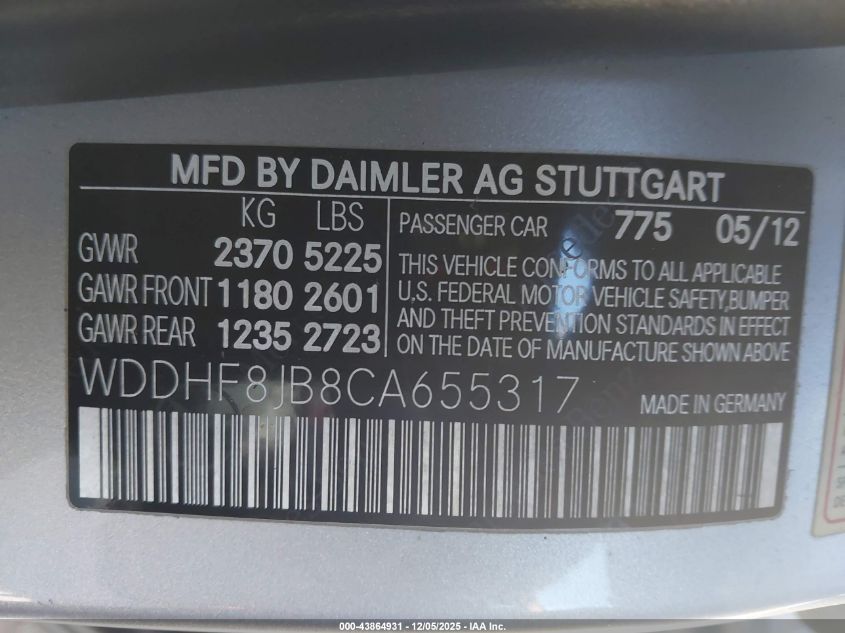 MFD BY DAIMLER AG STUTTGART
KG LBS
GVWR 2370 5225
GAWR FRONT 1180 2601
GAWR REAR 1235 2723
PASSENGER CAR 775 05/12
THIS VEHICLE CONFORMS TO ALL APPLICABLE
U.S. FEDERAL MOTOR VEHICLE SAFETY, BUMPER
AND THEFT PREVENTION STANDARDS IN EFFECT
ON THE DATE OF MANUFACTURE SHOWN ABOVE
WDDHF8JB8CA655317
MADE IN GERMANY
000-43864931 - 12/05/2025 - IAA Inc.